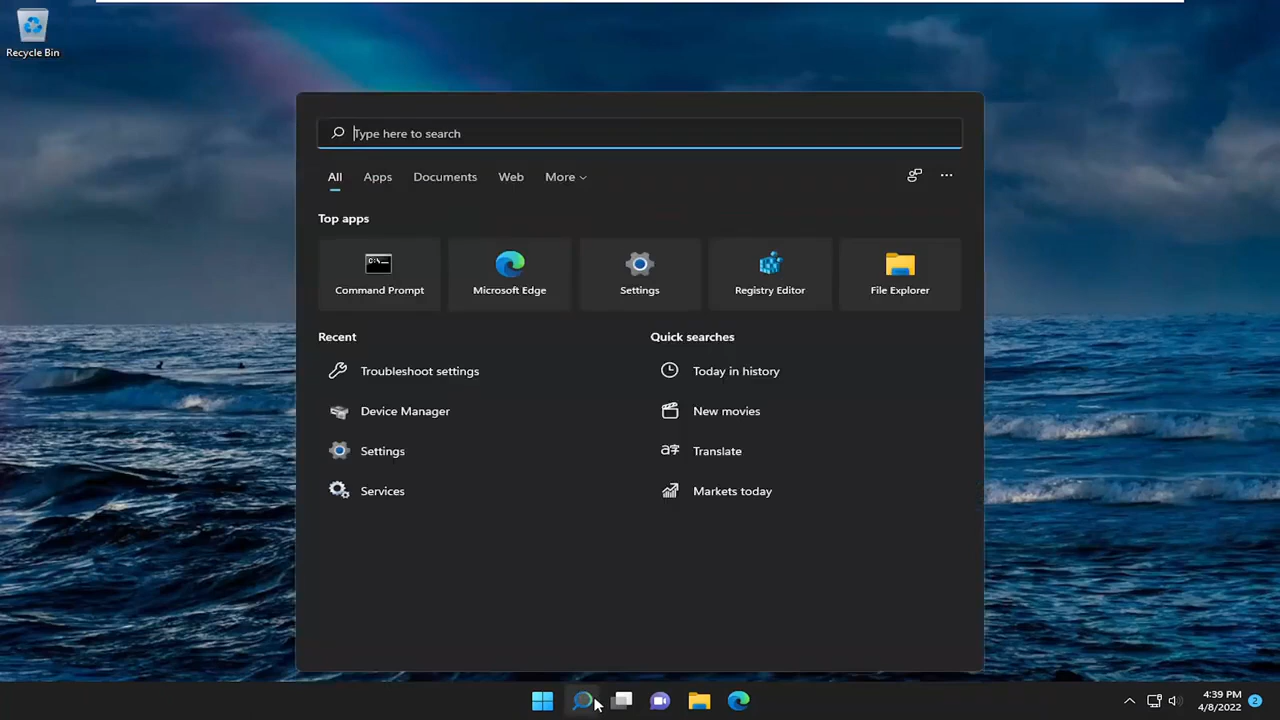 Recycle Bin
Type here to search
All Apps Documents Web More
Top apps
Command Prompt Microsoft Edge Settings Registry Editor File Explorer
Recent Quick searches
Troubleshoot settings Today in history
Device Manager New movies
Settings Translate
Services Markets today
4:39 PM
4/8/2022 2